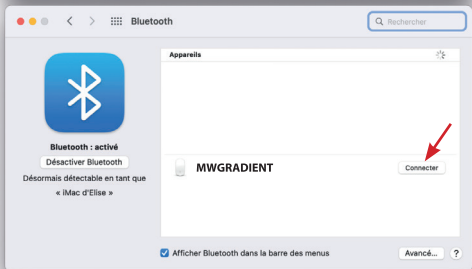 Bluetooth
Rechercher
Appareils
Bluetooth : activé
Désactiver Bluetooth
Désormais détectable en tant que
« iMac d'Elise »
MWGRADIENT
Connecter
Afficher Bluetooth dans la barre des menus
Avancé...
?